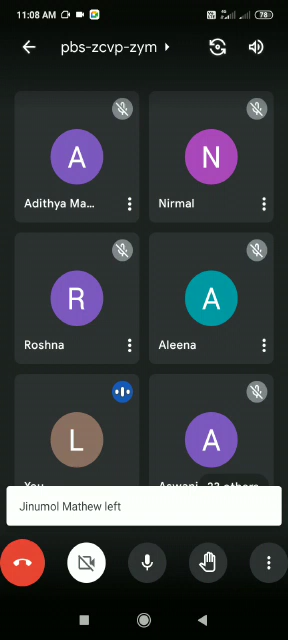 11:08 AM
78
pbs-zcvp-zym
A
N
Adithya Ma...
Nirmal
R
A
Roshna
Aleena
L
A
You
Aswani 23 others
Jinumol Mathew left